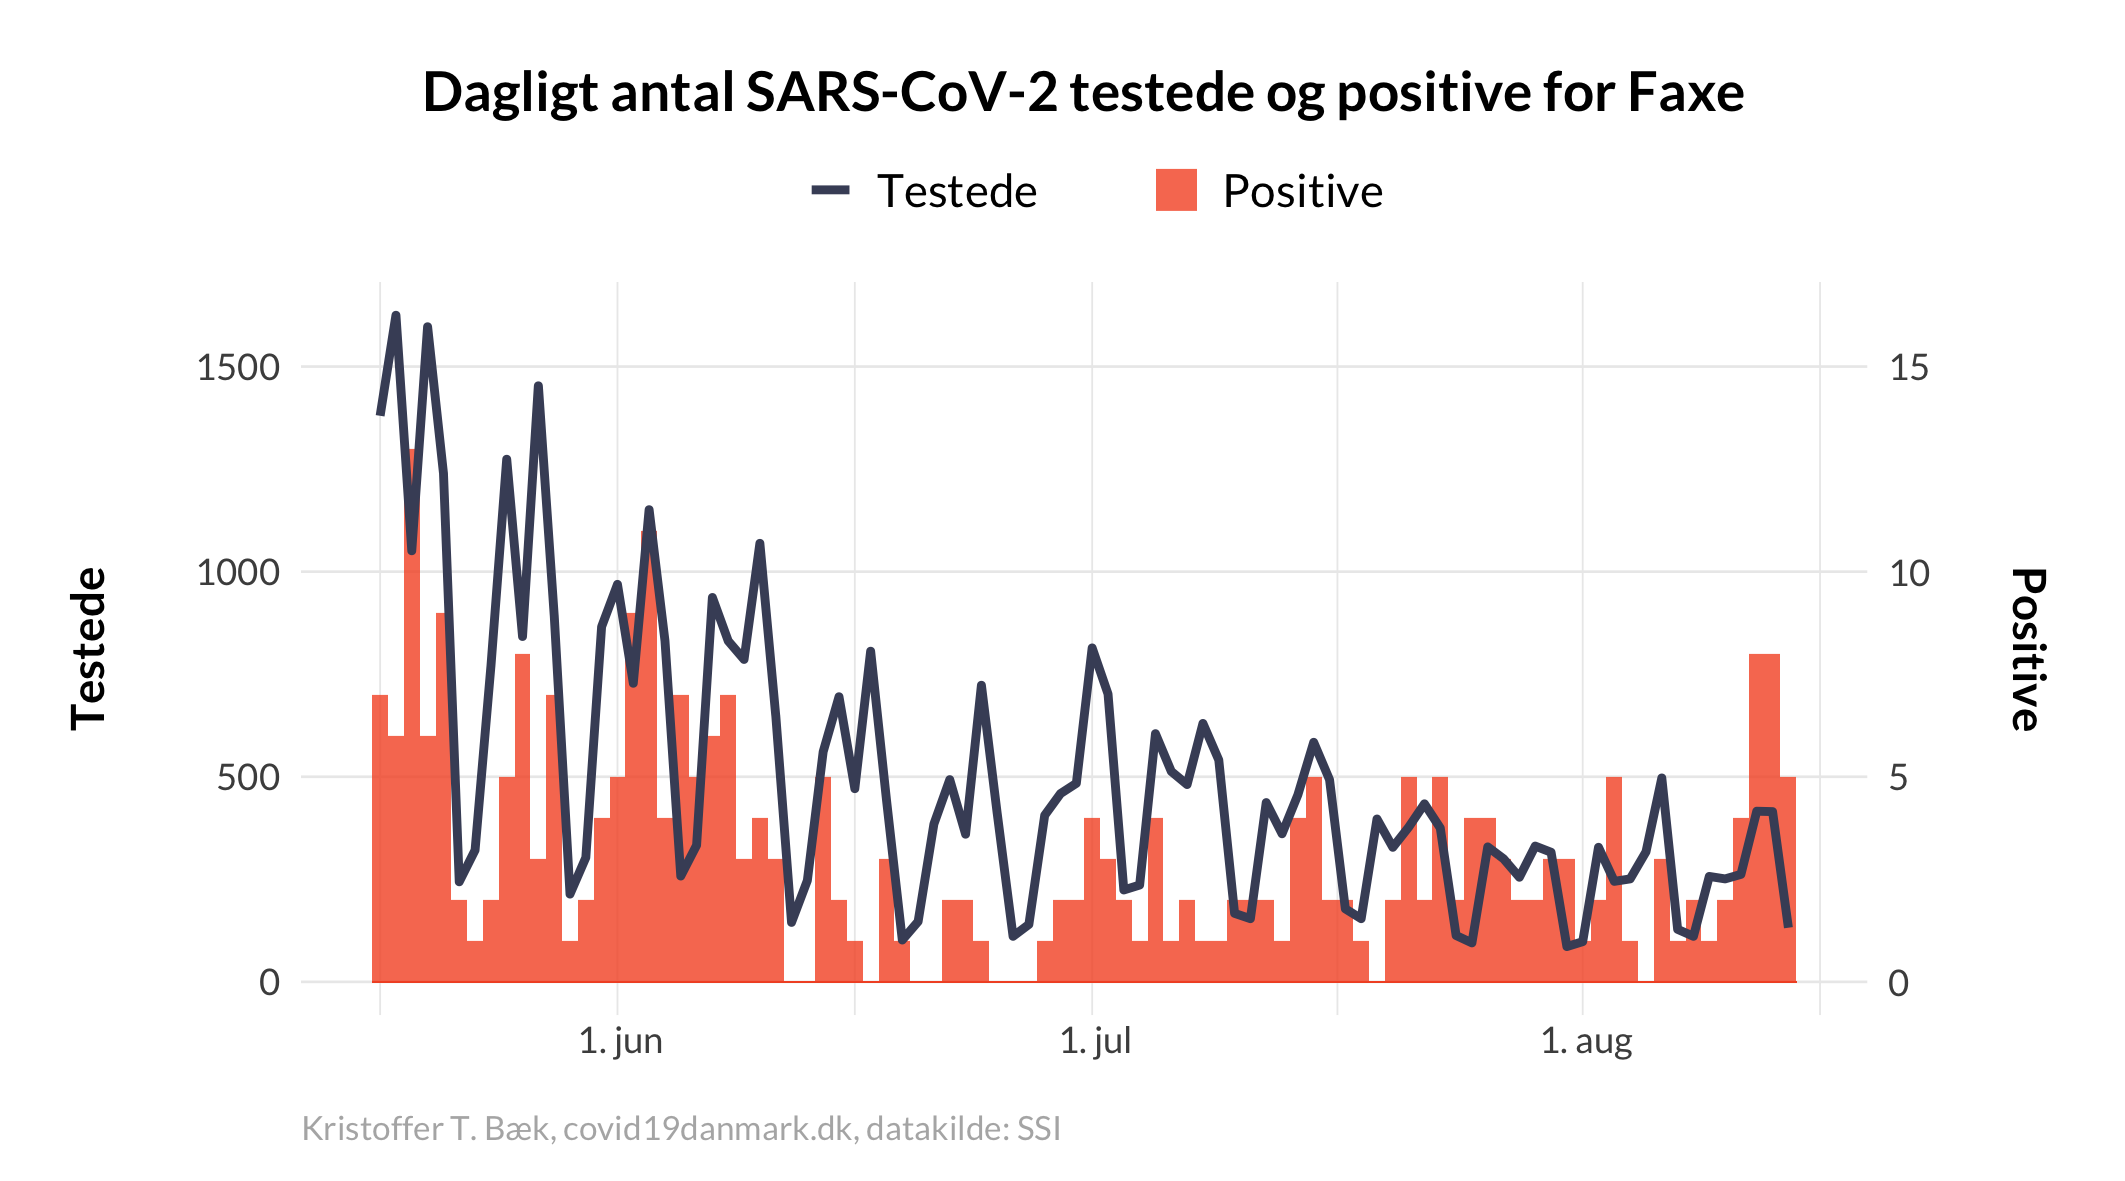 Dagligt antal SARS-CoV-2 testede og positive for Faxe
Testede Positive
1500 15
1000 10
500 5
0 0
Testede
Positive
1. jun 1. jul 1. aug
Kristoffer T. Bæk, covid19danmark.dk, datakilde: SSI